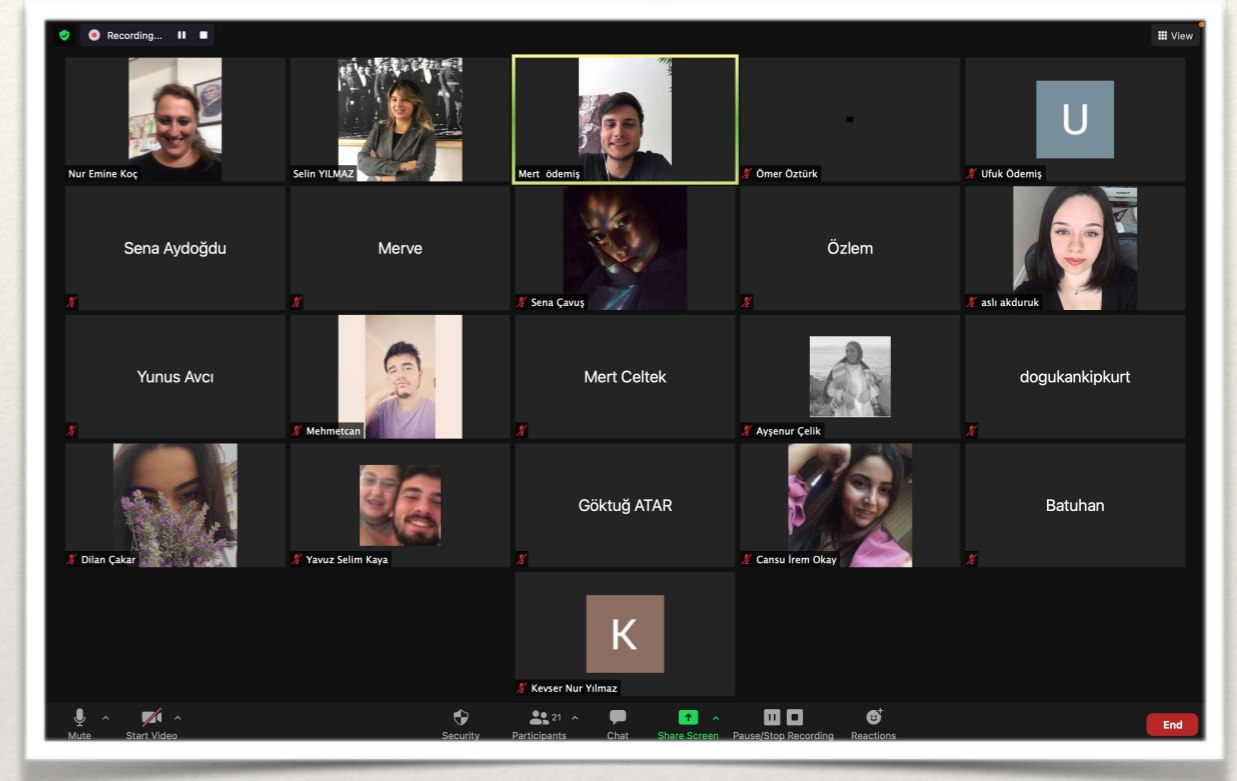 Recording...
View
Nur Emine Koç
Selin YILMAZ
Mert ödemiş
Ömer Öztürk
U
Ufuk Ödemiş
Sena Aydoğdu
Merve
Sena Çavuş
Özlem
aslı akduruk
Yunus Avcı
Mehmetcan
Mert Celtek
Ayşenur Çelik
dogukankipkurt
Dilan Çakar
Yavuz Selim Kaya
Göktuğ ATAR
Cansu İrem Okay
Batuhan
K
Kevser Nur Yılmaz
Mute
Start Video
Security
21
Participants
Chat
Share Screen
Pause/Stop Recording
Reactions
End